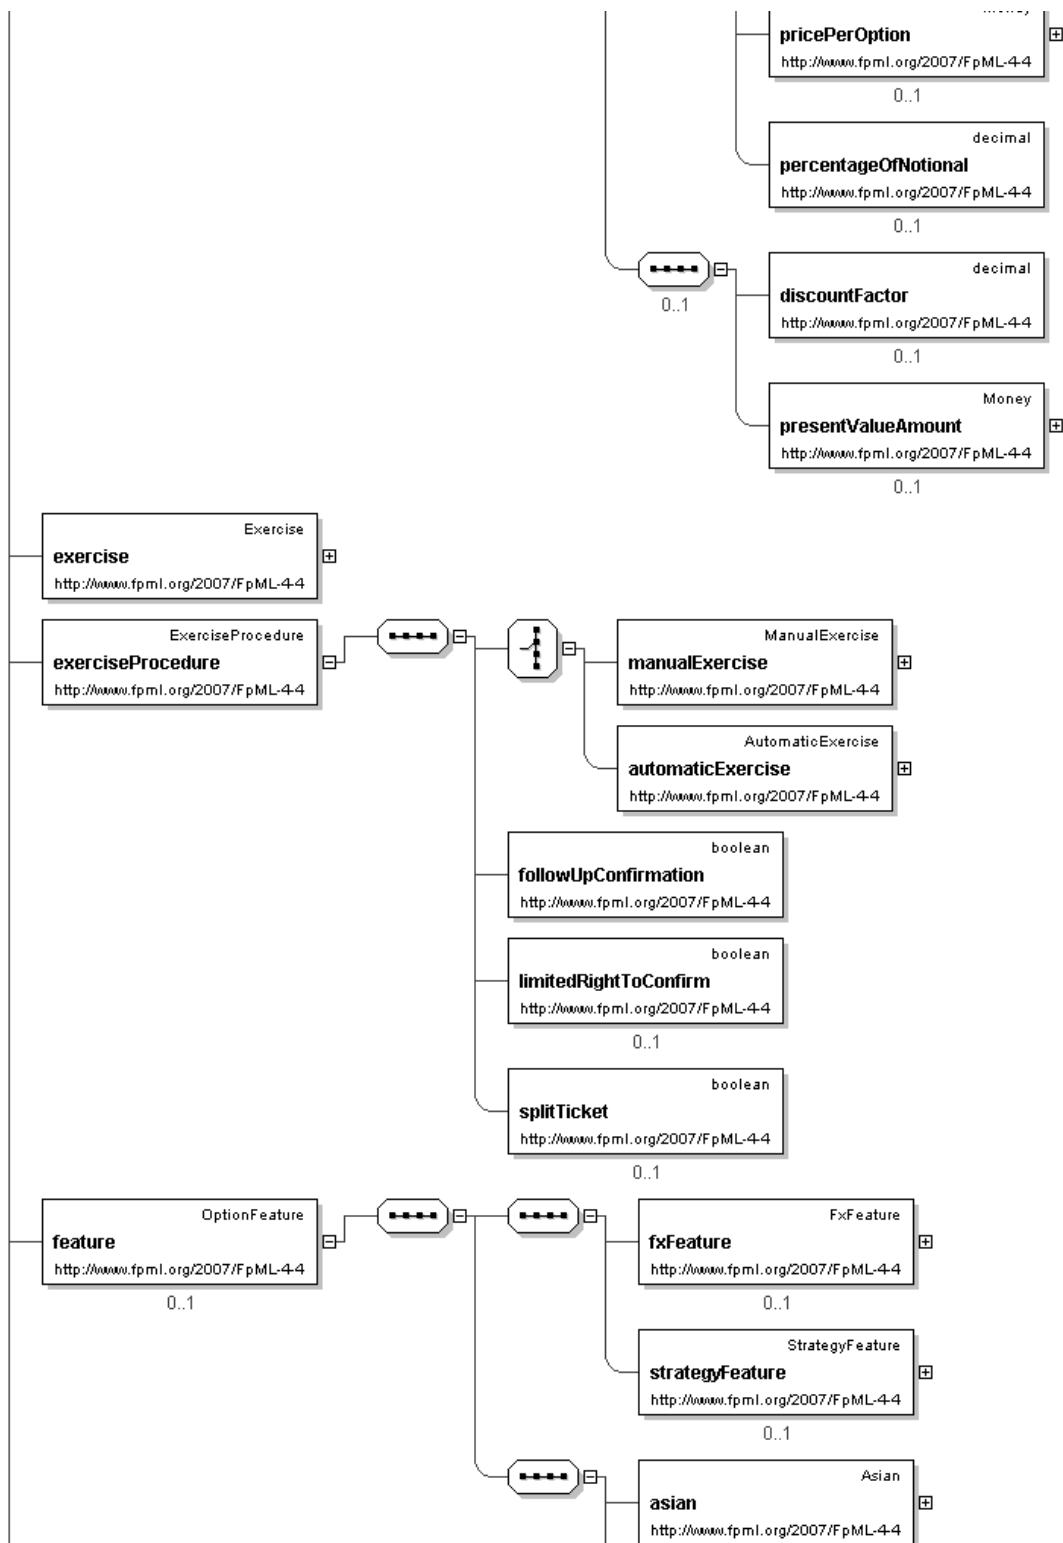 pricePerOption
http://www.fpml.org/2007/FpML-4-4
0..1
decimal
percentageOfNotional
http://www.fpml.org/2007/FpML-4-4
0..1
decimal
discountFactor
http://www.fpml.org/2007/FpML-4-4
0..1
0..1
Money
presentValueAmount
http://www.fpml.org/2007/FpML-4-4
0..1
Exercise
exercise
http://www.fpml.org/2007/FpML-4-4
ExerciseProcedure
exerciseProcedure
http://www.fpml.org/2007/FpML-4-4
ManualExercise
manualExercise
http://www.fpml.org/2007/FpML-4-4
AutomaticExercise
automaticExercise
http://www.fpml.org/2007/FpML-4-4
boolean
followUpConfirmation
http://www.fpml.org/2007/FpML-4-4
boolean
limitedRightToConfirm
http://www.fpml.org/2007/FpML-4-4
0..1
boolean
splitTicket
http://www.fpml.org/2007/FpML-4-4
0..1
OptionFeature
feature
http://www.fpml.org/2007/FpML-4-4
0..1
FxFeature
fxFeature
http://www.fpml.org/2007/FpML-4-4
0..1
StrategyFeature
strategyFeature
http://www.fpml.org/2007/FpML-4-4
0..1
Asian
asian
http://www.fpml.org/2007/FpML-4-4